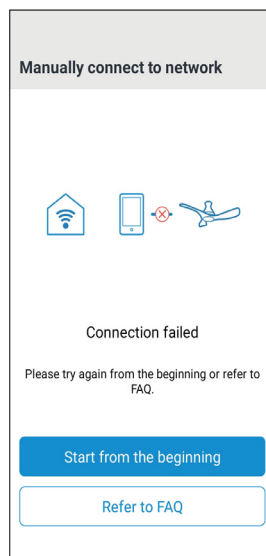 Manually connect to network
Connection failed
Please try again from the beginning or refer to
FAQ.
Start from the beginning
Refer to FAQ